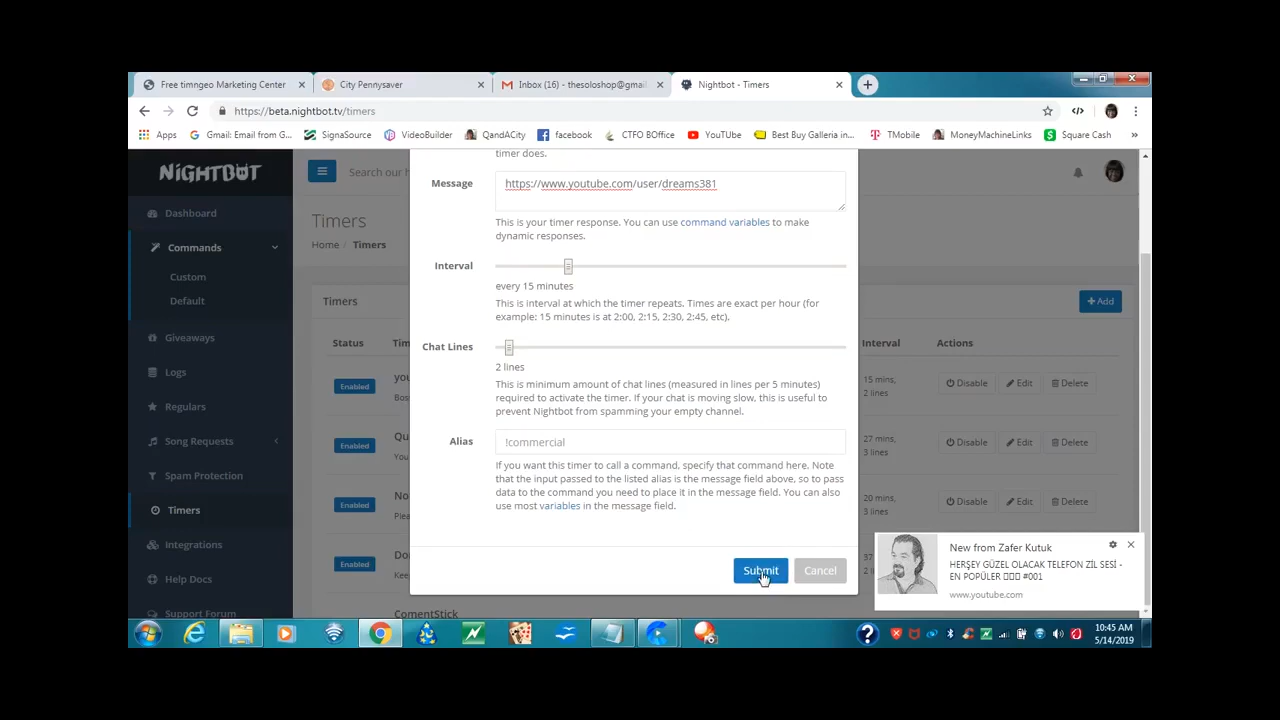 Free timngeo Marketing Center
City Pennysaver
Inbox (16) - thesoloshop@gmail
Nightbot - Timers
https://beta.nightbot.tv/timers
Apps
Gmail: Email from G...
SignaSource
VideoBuilder
QandACity
facebook
CTFO BOffice
YouTUbe
Best Buy Galleria in...
TMobile
MoneyMachineLinks
Square Cash
»
NiGHTBOT
Search our h
Dashboard
Commands
Custom
Default
Giveaways
Logs
Regulars
Song Requests
Spam Protection
Timers
Integrations
Help Docs
Support Forum
Timers
Home / Timers
Timers
+ Add
Status
Interval
Actions
Enabled
15 mins,
2 lines
Disable
Edit
Delete
Enabled
27 mins,
3 lines
Disable
Edit
Delete
Enabled
20 mins,
3 lines
Disable
Edit
Delete
Enabled
ComentStick
timer does.
Message
https://www.youtube.com/user/dreams381
This is your timer response. You can use command variables to make
dynamic responses.
Interval
every 15 minutes
This is interval at which the timer repeats. Times are exact per hour (for
example: 15 minutes is at 2:00, 2:15, 2:30, 2:45, etc).
Chat Lines
2 lines
This is minimum amount of chat lines (measured in lines per 5 minutes)
required to activate the timer. If your chat is moving slow, this is useful to
prevent Nightbot from spamming your empty channel.
Alias
!commercial
If you want this timer to call a command, specify that command here. Note
that the input passed to the listed alias is the message field above, so to pass
data to the command you need to place it in the message field. You can also
use most variables in the message field.
Submit
Cancel
New from Zafer Kutuk
HERŞEY GÜZEL OLACAK TELEFON ZİL SESİ -
EN POPÜLER #001
www.youtube.com
10:45 AM
5/14/2019